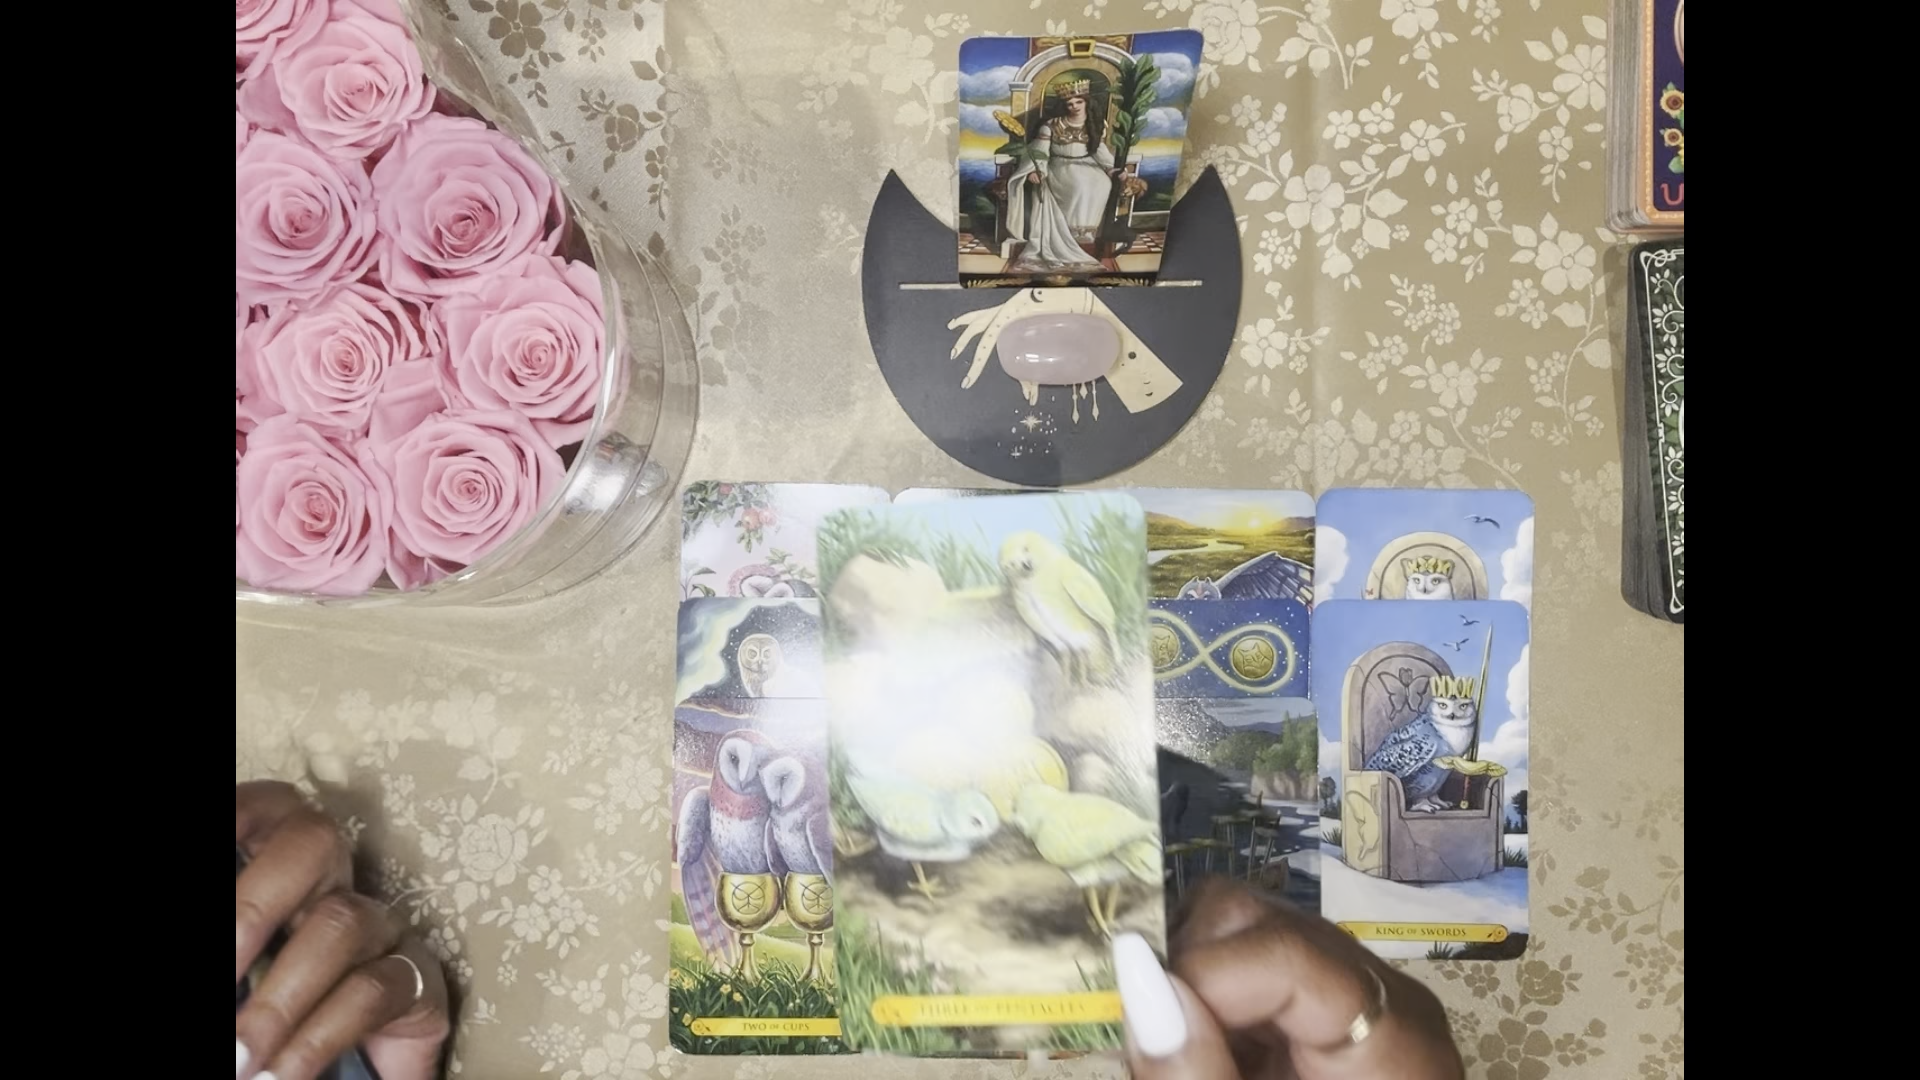 U
THREE OF PENTACLES
KING OF SWORDS
TWO OF CUPS